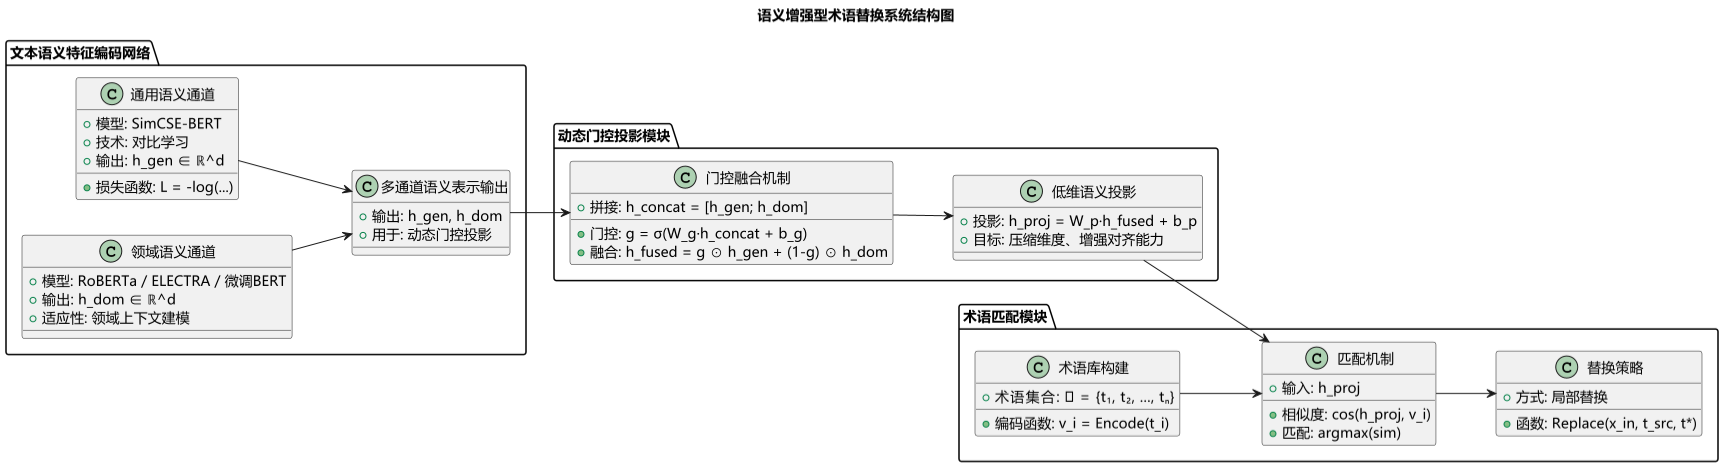 语义增强型术语替换系统结构图
文本语义特征编码网络
C 通用语义通道
模型: SimCSE-BERT
技术: 对比学习
输出: h_gen ∈ ℝ^d
损失函数: L = -log(...)
C 领域语义通道
模型: RoBERTa / ELECTRA / 微调BERT
输出: h_dom ∈ ℝ^d
适应性: 领域上下文建模
C 多通道语义表示输出
输出: h_gen, h_dom
用于: 动态门控投影
动态门控投影模块
C 门控融合机制
拼接: h_concat = [h_gen; h_dom]
门控: g = σ(W_g·h_concat + b_g)
融合: h_fused = g ⊙ h_gen + (1-g) ⊙ h_dom
C 低维语义投影
投影: h_proj = W_p·h_fused + b_p
目标: 压缩维度、增强对齐能力
术语匹配模块
C 术语库构建
术语集合: = {t₁, t₂, ..., tₙ}
编码函数: v_i = Encode(t_i)
C 匹配机制
输入: h_proj
相似度: cos(h_proj, v_i)
匹配: argmax(sim)
C 替换策略
方式: 局部替换
函数: Replace(x_in, t_src, t*)